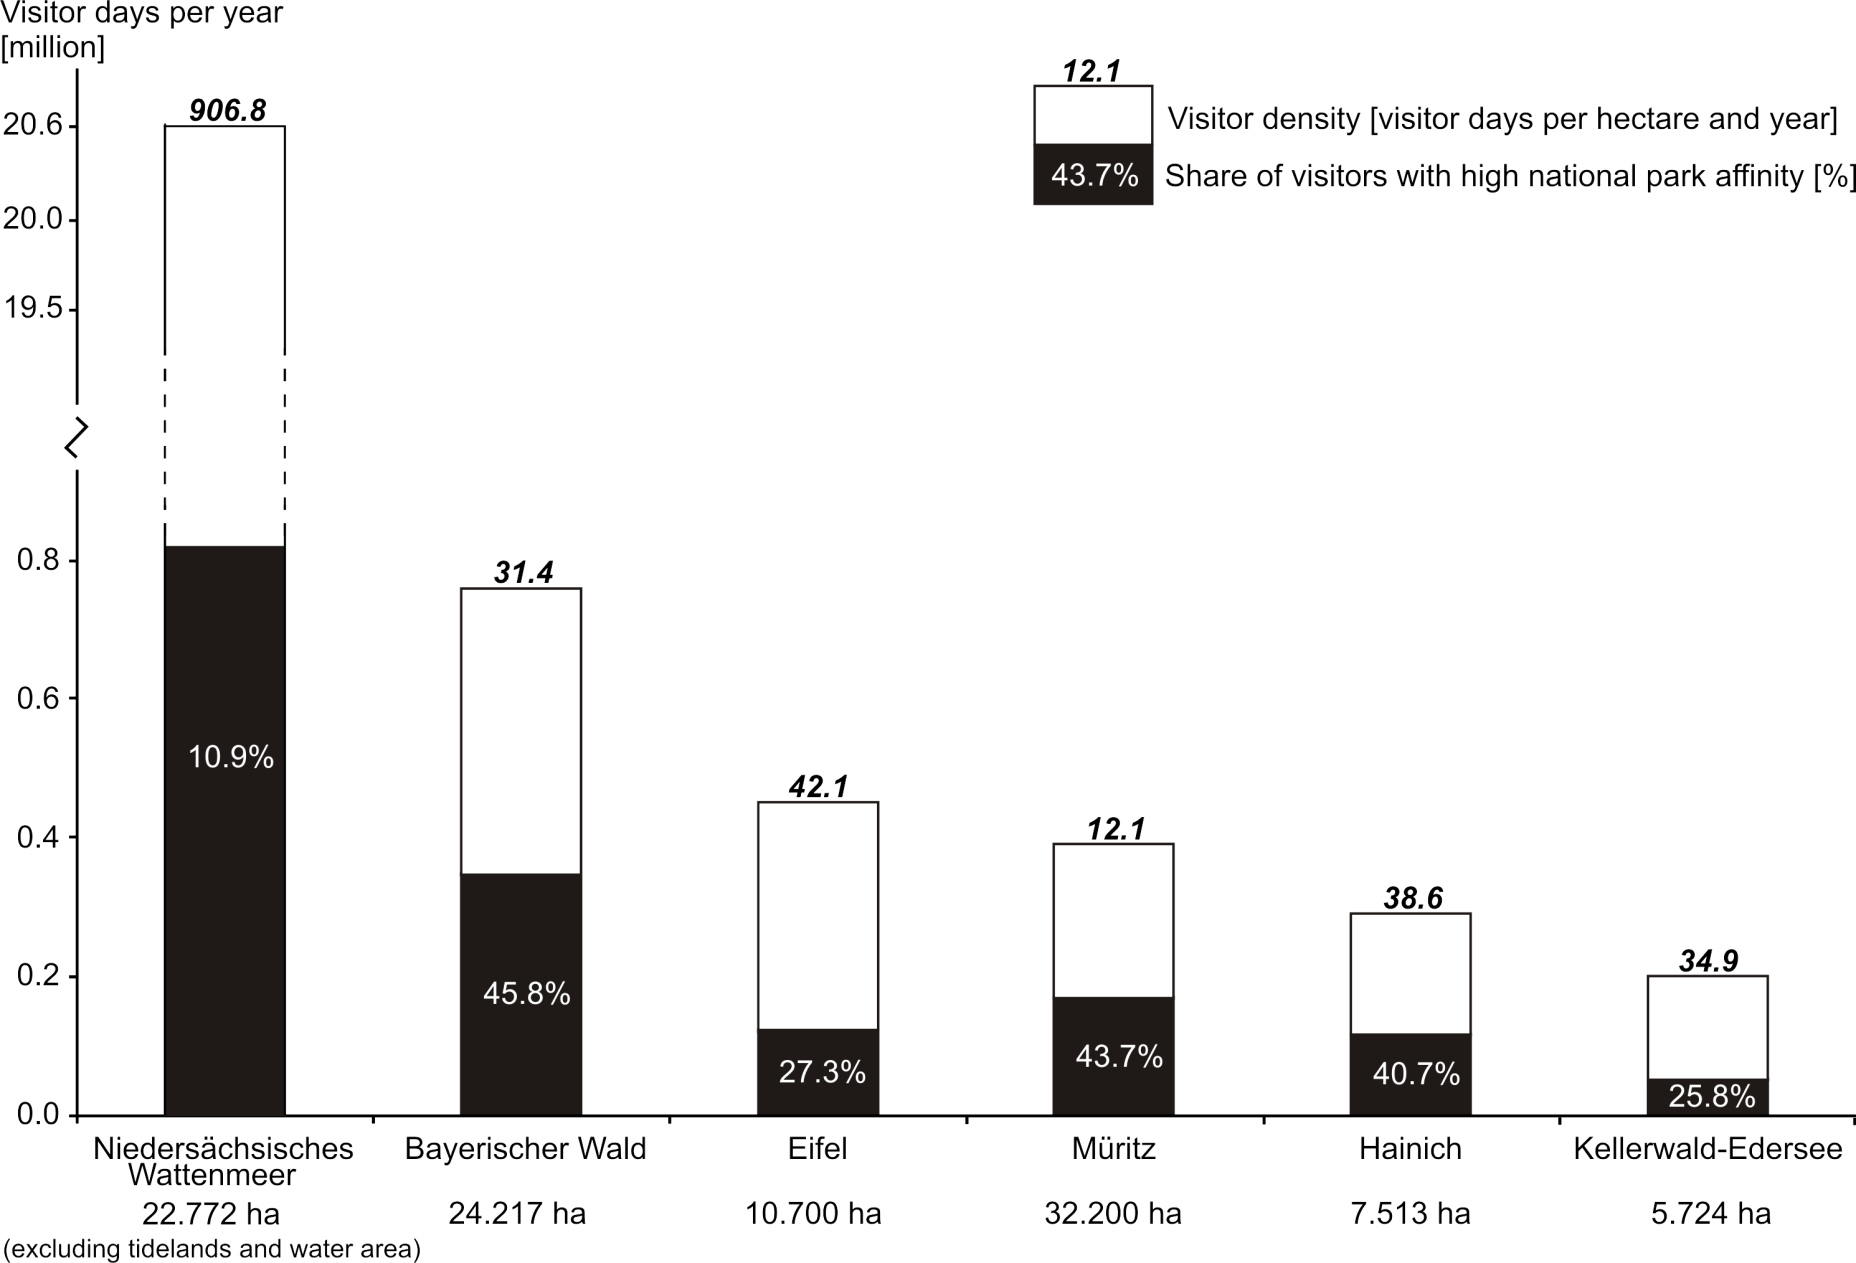 Visitor days per year
[million]
20.6
20.0
19.5
0.8
0.6
0.4
0.2
0.0
12.1
Visitor density [visitor days per hectare and year]
43.7%
Share of visitors with high national park affinity [%]
906.8
10.9%
31.4
45.8%
42.1
27.3%
12.1
43.7%
38.6
40.7%
34.9
25.8%
Niedersächsisches
Wattenmeer
Bayerischer Wald
Eifel
Müritz
Hainich
Kellerwald-Edersee
22.772 ha
24.217 ha
10.700 ha
32.200 ha
7.513 ha
5.724 ha
(excluding tidelands and water area)